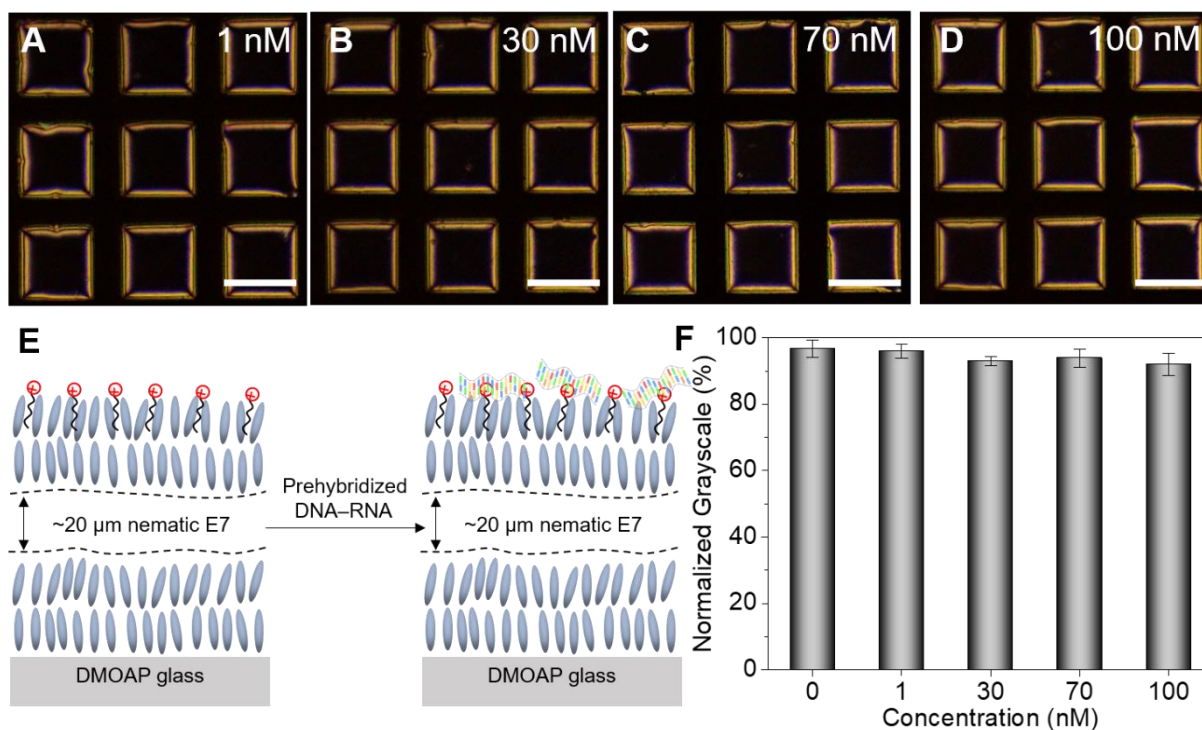 A
1 nM
B
30 nM
C
70 nM
D
100 nM
E
Prehybridized
DNA–RNA
~20 μm nematic E7
~20 μm nematic E7
DMOAP glass
DMOAP glass
F
Normalized Grayscale (%)
100
80
60
40
20
0
0 1 30 70 100
Concentration (nM)